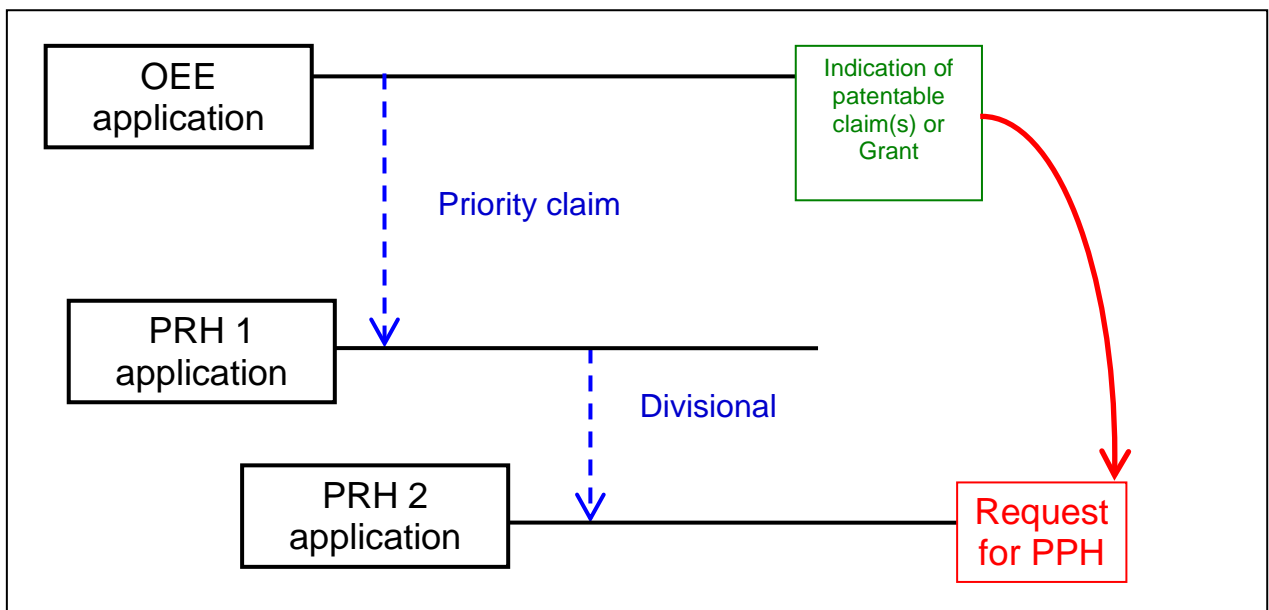 OEE
application
Indication of
patentable
claim(s) or
Grant
Priority claim
PRH 1
application
Divisional
PRH 2
application
Request
for PPH